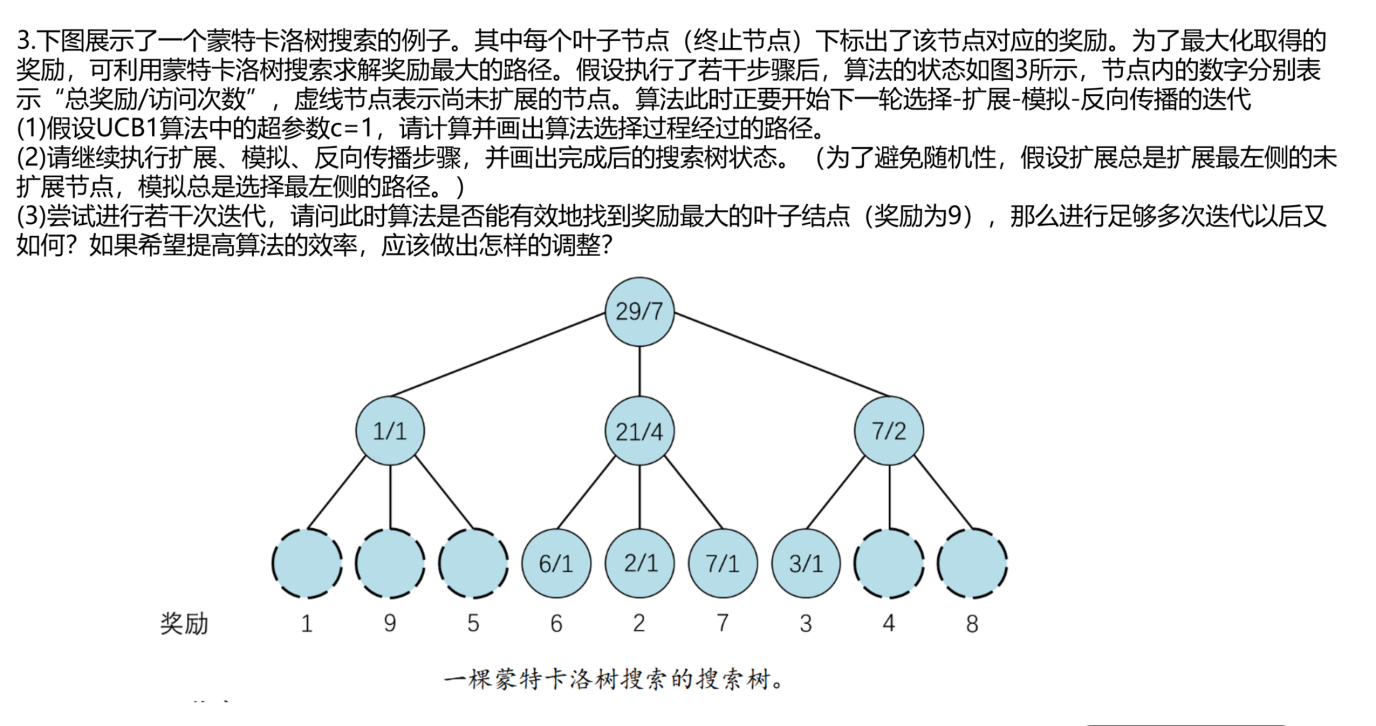 3.下图展示了一个蒙特卡洛树搜索的例子。其中每个叶子节点（终止节点）下标出了该节点对应的奖励。为了最大化取得的
奖励，可利用蒙特卡洛树搜索求解奖励最大的路径。假设执行了若干步骤后，算法的状态如图3所示，节点内的数字分别表
示“总奖励/访问次数”，虚线节点表示尚未扩展的节点。算法此时正要开始下一轮选择-扩展-模拟-反向传播的迭代
(1)假设UCB1算法中的超参数c=1，请计算并画出算法选择过程经过的路径。
(2)请继续执行扩展、模拟、反向传播步骤，并画出完成后的搜索树状态。（为了避免随机性，假设扩展总是扩展最左侧的未
扩展节点，模拟总是选择最左侧的路径。)
(3)尝试进行若干次迭代，请问此时算法是否能有效地找到奖励最大的叶子结点（奖励为9），那么进行足够多次迭代以后又
如何？如果希望提高算法的效率，应该做出怎样的调整？
29/7
1/1 21/4 7/2
6/1 2/1 7/1 3/1
奖励 1 9 5 6 2 7 3 4 8
一棵蒙特卡洛树搜索的搜索树。